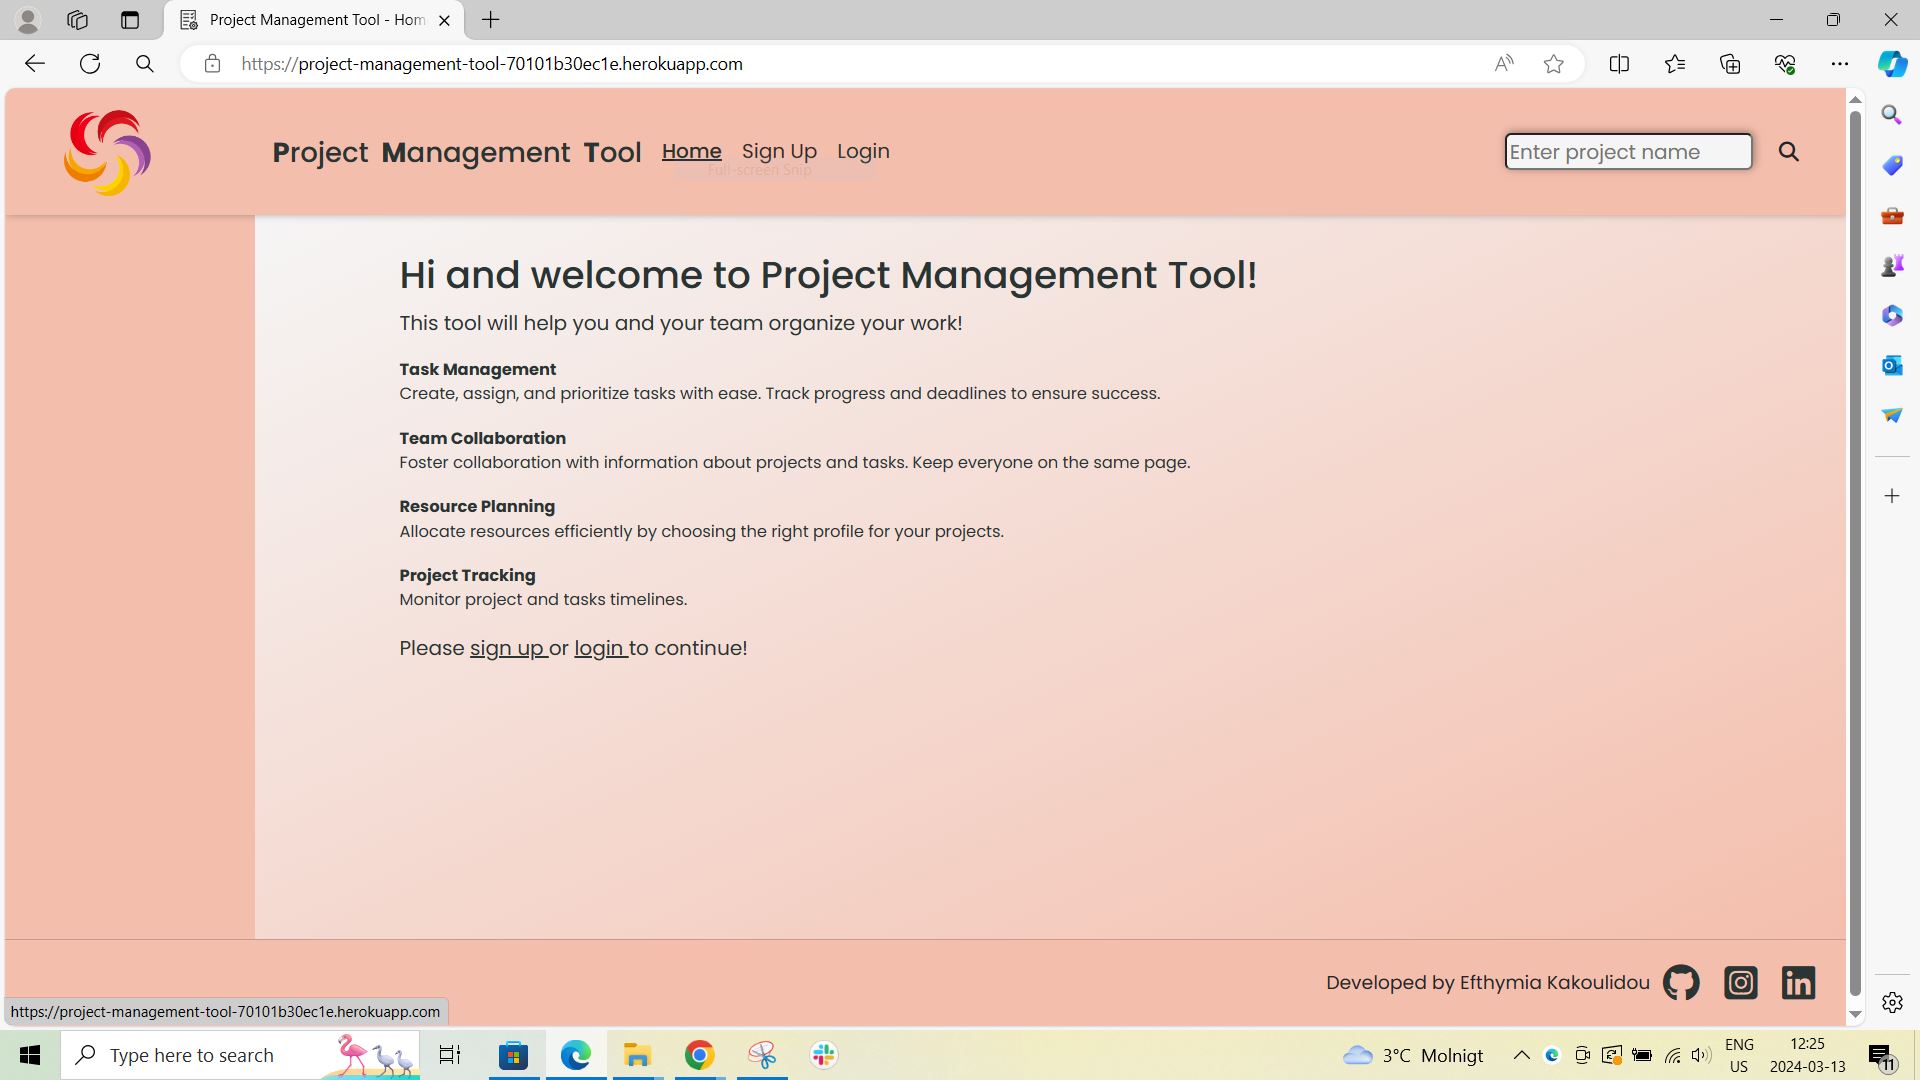 Project Management Tool - Hom
https://project-management-tool-70101b30ec1e.herokuapp.com
Project Management Tool
Home
Sign Up
Login
Full-screen Snip
Enter project name
Hi and welcome to Project Management Tool!
This tool will help you and your team organize your work!
Task Management
Create, assign, and prioritize tasks with ease. Track progress and deadlines to ensure success.
Team Collaboration
Foster collaboration with information about projects and tasks. Keep everyone on the same page.
Resource Planning
Allocate resources efficiently by choosing the right profile for your projects.
Project Tracking
Monitor project and tasks timelines.
Please sign up or login to continue!
Developed by Efthymia Kakoulidou
https://project-management-tool-70101b30ec1e.herokuapp.com
Type here to search
3°C Molnigt
ENG
US
12:25
2024-03-13
11